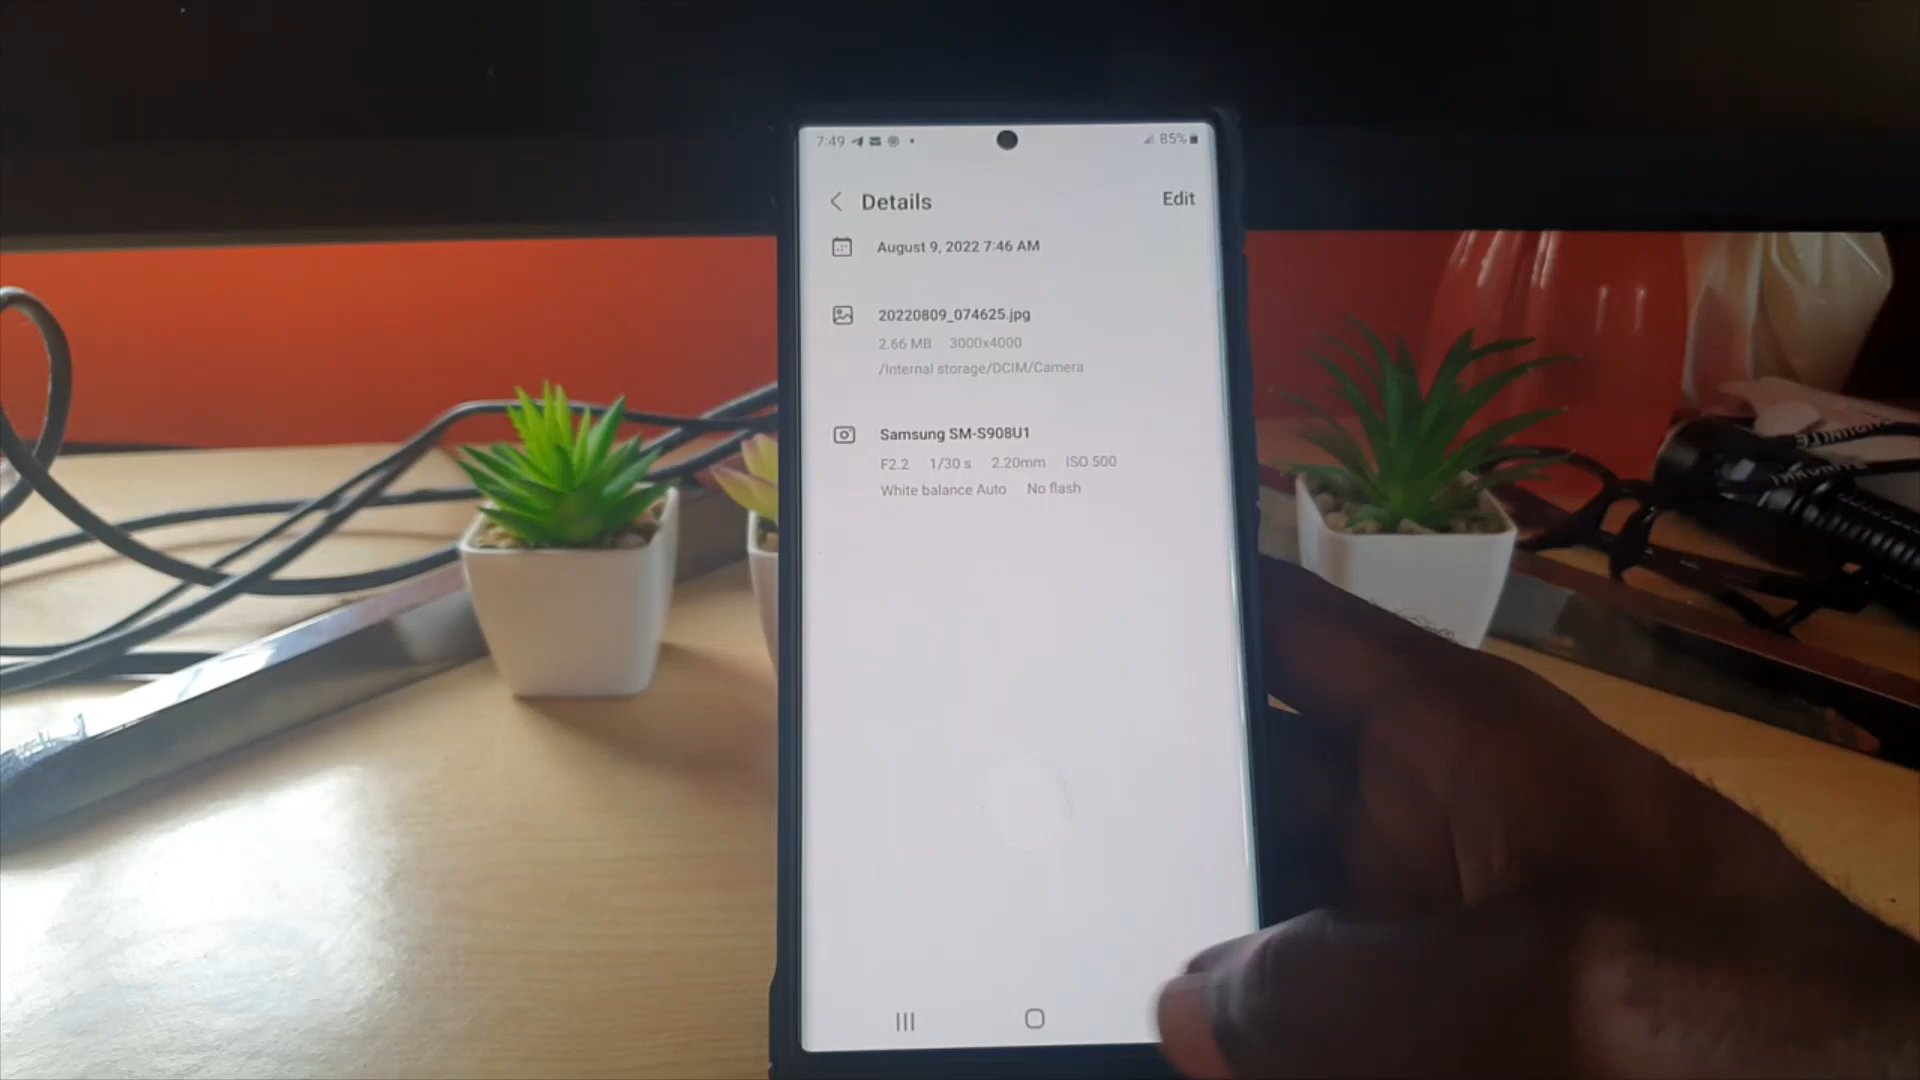 7:49 85%
Details Edit
August 9, 2022 7:46 AM
20220809_074625.jpg
2.66 MB 3000x4000
/Internal storage/DCIM/Camera
Samsung SM-S908U1
F2.2 1/30 s 2.20mm ISO 500
White balance Auto No flash